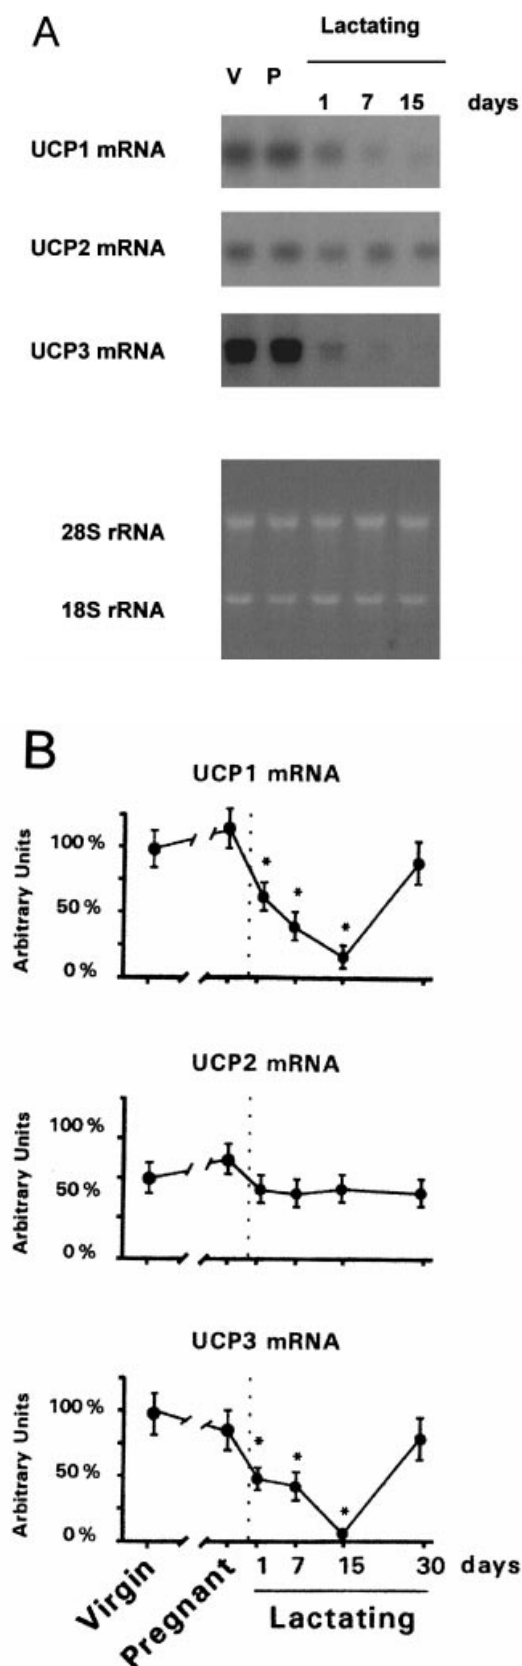 A
Lactating
V P
1 7 15 days
UCP1 mRNA
UCP2 mRNA
UCP3 mRNA
28S rRNA
18S rRNA
B
UCP1 mRNA
Arbitrary Units
100 %
50 %
0 %
*
*
*
UCP2 mRNA
Arbitrary Units
100 %
50 %
0 %
UCP3 mRNA
Arbitrary Units
100 %
50 %
0 %
*
*
*
Virgin
Pregnant
1 7 15 30 days
Lactating